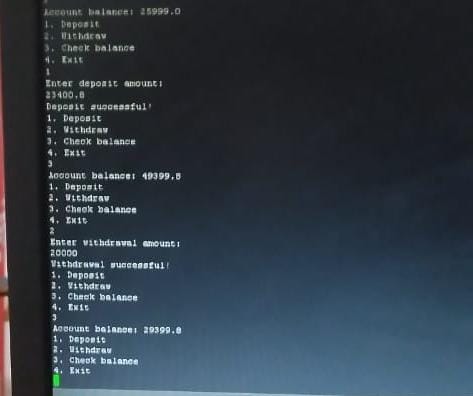 Account balance: 25999.0
1. Deposit
2. Withdraw
3. Check balance
4. Exit
1
Enter deposit amount:
23400.8
Deposit successful!
1. Deposit
2. Withdraw
3. Check balance
4. Exit
3
Account balance: 49399.8
1. Deposit
2. Withdraw
3. Check balance
4. Exit
2
Enter withdrawal amount:
20000
Withdrawal successful!
1. Deposit
2. Withdraw
3. Check balance
4. Exit
3
Account balance: 29399.8
1. Deposit
2. Withdraw
3. Check balance
4. Exit